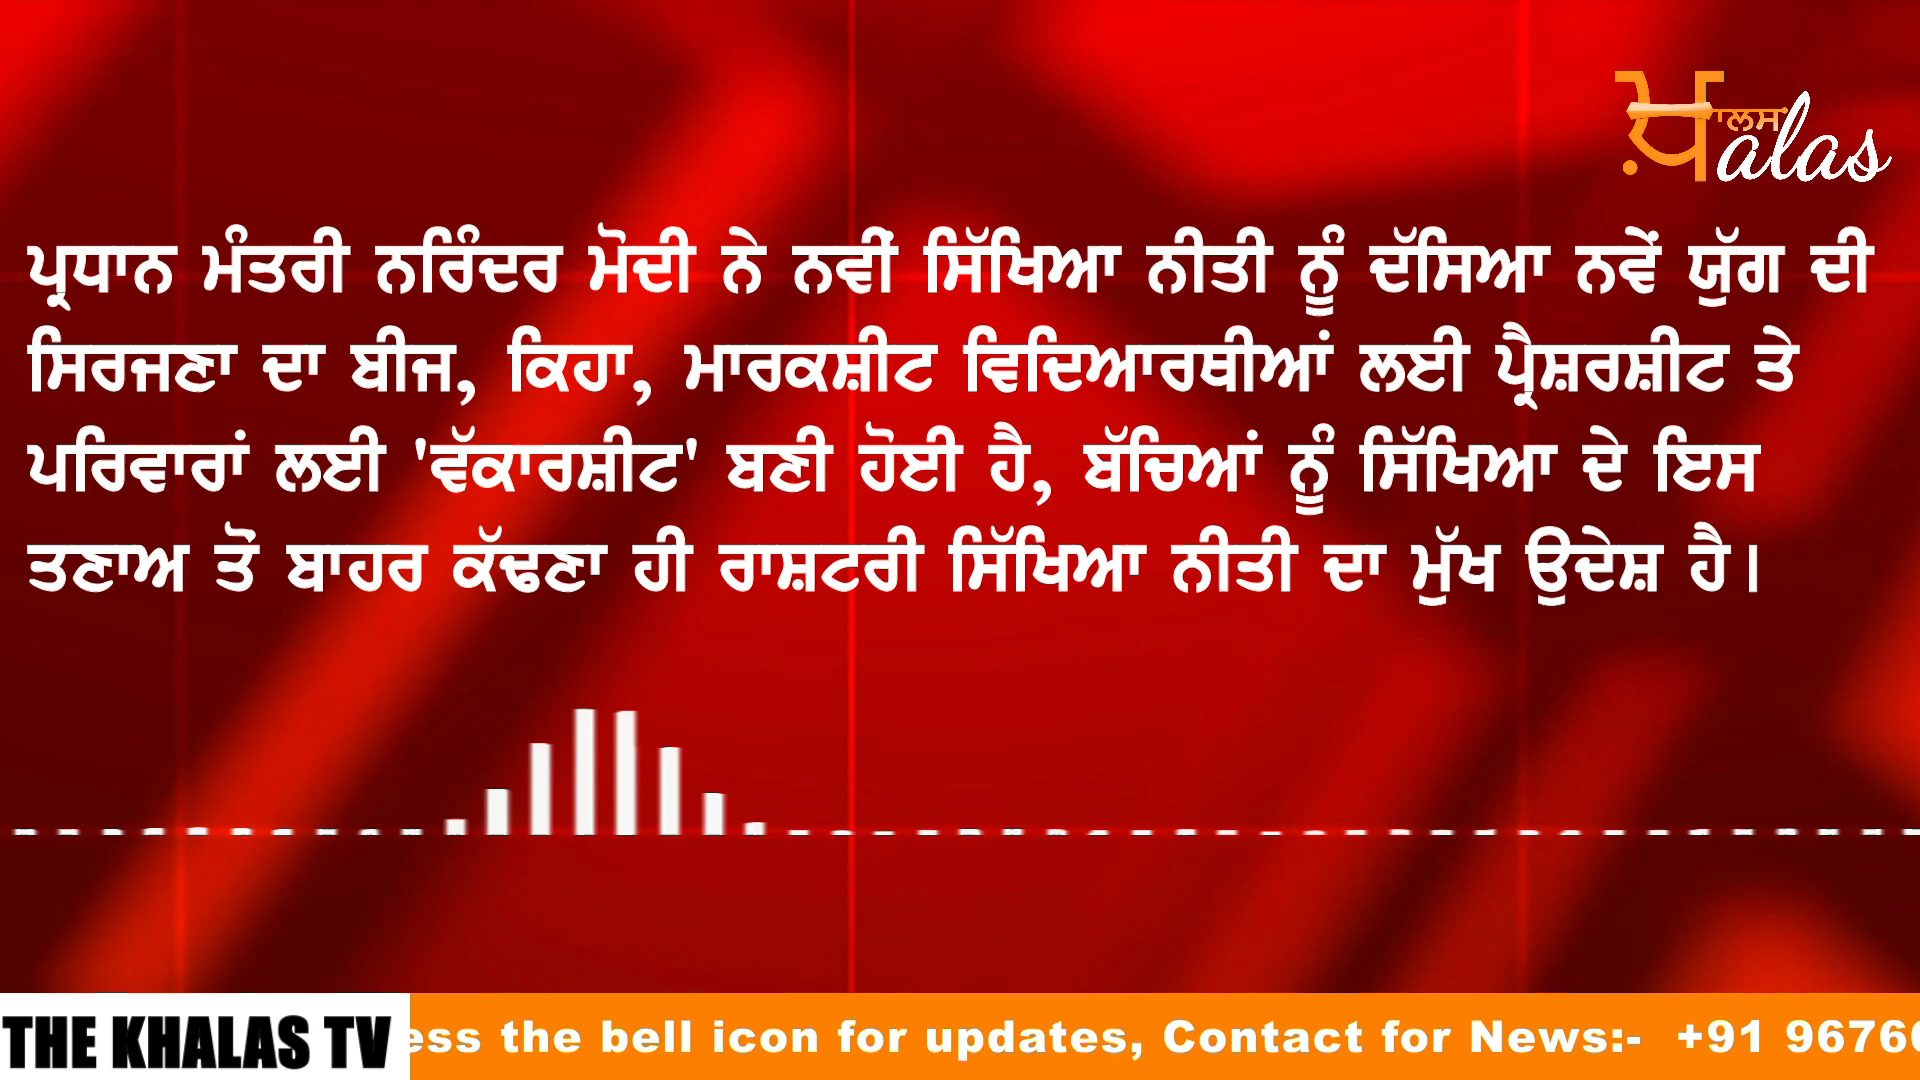 ਖ਼ਾਲਸ alas
ਪ੍ਰਧਾਨ ਮੰਤਰੀ ਨਰਿੰਦਰ ਮੋਦੀ ਨੇ ਨਵੀਂ ਸਿੱਖਿਆ ਨੀਤੀ ਨੂੰ ਦੱਸਿਆ ਨਵੇਂ ਯੁੱਗ ਦੀ
ਸਿਰਜਣਾ ਦਾ ਬੀਜ, ਕਿਹਾ, ਮਾਰਕਸ਼ੀਟ ਵਿਦਿਆਰਥੀਆਂ ਲਈ ਪ੍ਰੈਸ਼ਰਸ਼ੀਟ ਤੇ
ਪਰਿਵਾਰਾਂ ਲਈ 'ਵੱਕਾਰਸ਼ੀਟ' ਬਣੀ ਹੋਈ ਹੈ, ਬੱਚਿਆਂ ਨੂੰ ਸਿੱਖਿਆ ਦੇ ਇਸ
ਤਣਾਅ ਤੋਂ ਬਾਹਰ ਕੱਢਣਾ ਹੀ ਰਾਸ਼ਟਰੀ ਸਿੱਖਿਆ ਨੀਤੀ ਦਾ ਮੁੱਖ ਉਦੇਸ਼ ਹੈ।
THE KHALAS TV ess the bell icon for updates, Contact for News:- +91 9676